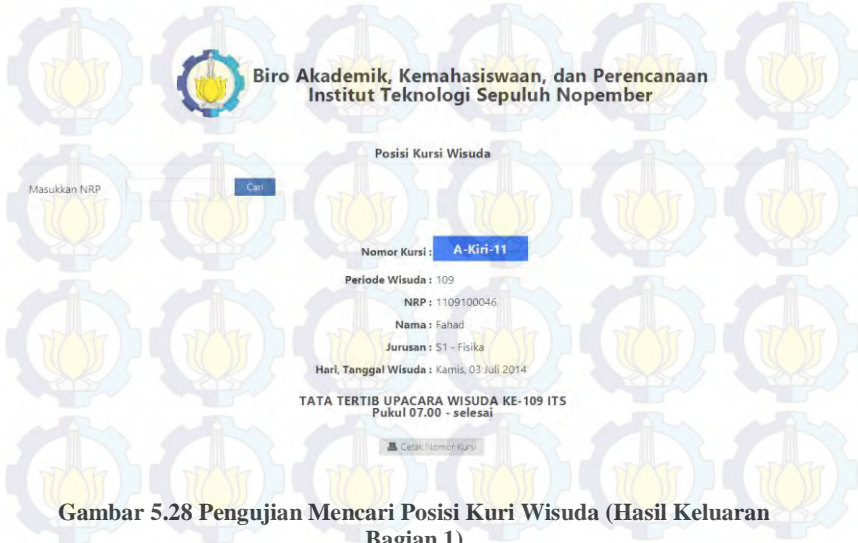 Biro Akademik, Kemahasiswaan, dan Perencanaan
Institut Teknologi Sepuluh Nopember
Posisi Kursi Wisuda
Masukkan NRP Cari
Nomor Kursi : A-Kiri-11
Periode Wisuda : 109
NRP : 1109100046
Nama : Fahad
Jurusan : S1 - Fisika
Hari, Tanggal Wisuda : Kamis, 03 Juli 2014
TATA TERTIB UPACARA WISUDA KE-109 ITS
Pukul 07.00 - selesai
Cetak Nomor Kursi
Gambar 5.28 Pengujian Mencari Posisi Kuri Wisuda (Hasil Keluaran
Bagian 1)